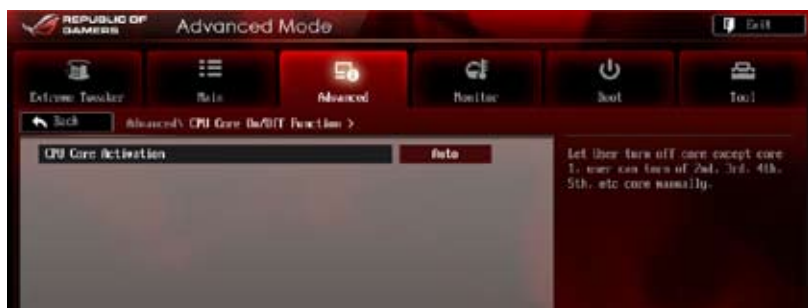 REPUBLIC OF
GAMERS
Advanced Mode
Exit
Extreme Tweaker
Main
Advanced
Monitor
Boot
Tool
Back
Advanced\ CPU Core On/Off Function >
CPU Core Activation
Auto
Let User turn off core except core
1, user can turn of 2nd, 3rd, 4th,
5th, etc core manually.